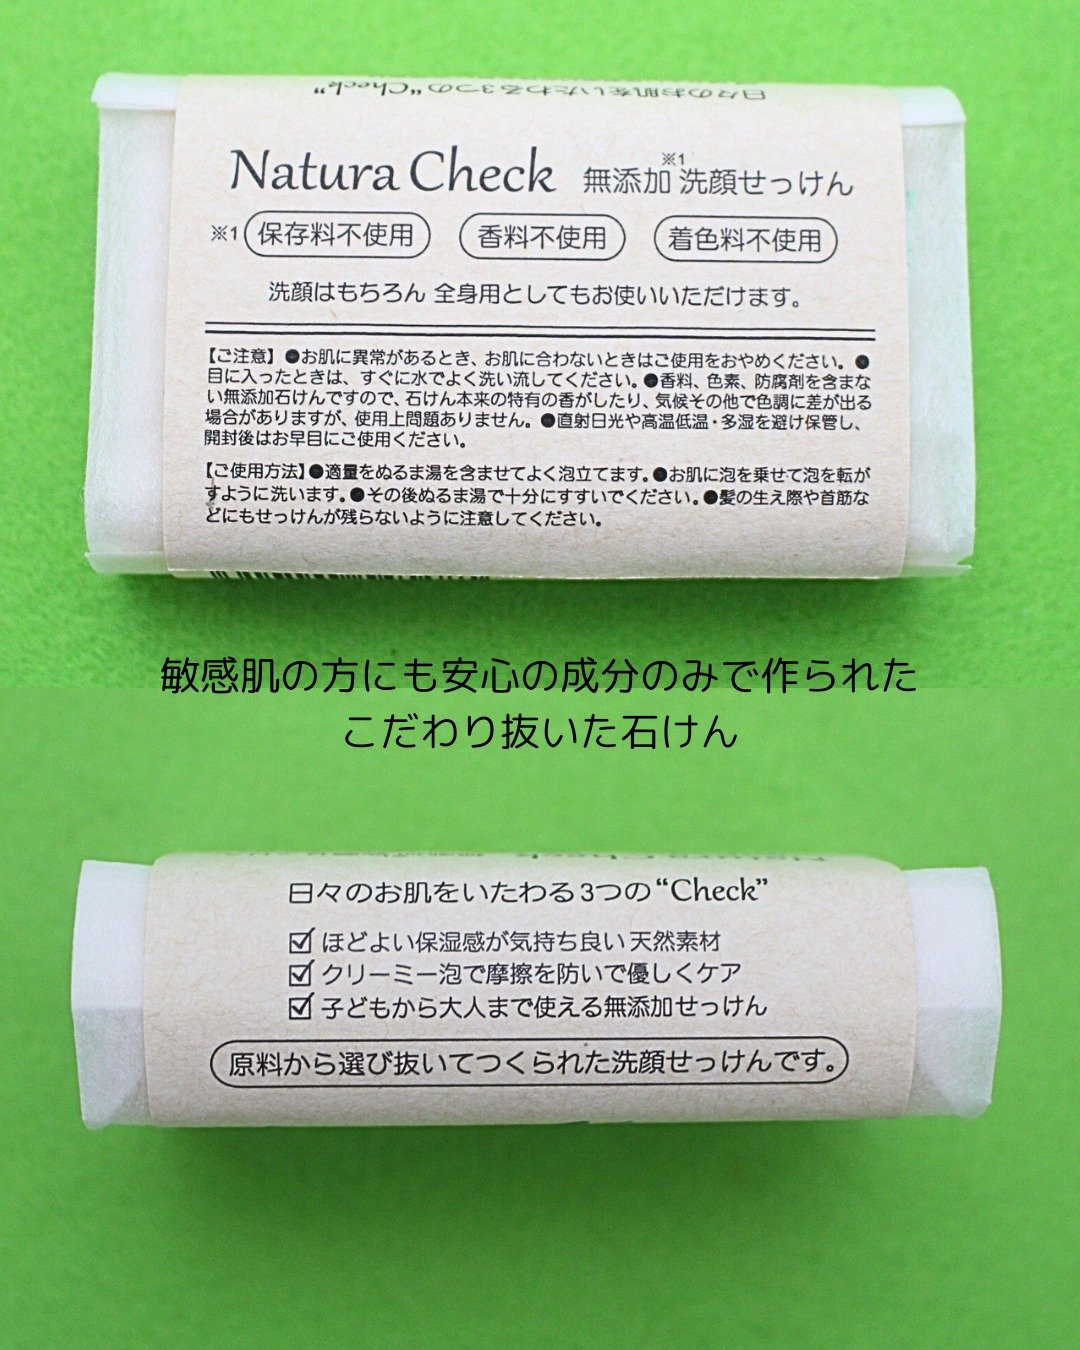 日々のお肌をいたわる3つの“Check”
Natura Check 無添加※1洗顔せっけん
※1 保存料不使用 香料不使用 着色料不使用
洗顔はもちろん 全身用としてもお使いいただけます。
【ご注意】●お肌に異常があるとき、お肌に合わないときはご使用をおやめください。●
目に入ったときは、すぐに水でよく洗い流してください。●香料、色素、防腐剤を含まな
い無添加石けんですので、石けん本来の特有の香がしたり、気候その他で色調に差が出る
場合がありますが、使用上問題ありません。●直射日光や高温低温・多湿を避け保管し、
開封後はお早目にご使用ください。
【ご使用方法】●適量をぬるま湯を含ませてよく泡立てます。●お肌に泡を乗せて泡を転が
すように洗います。●その後ぬるま湯で十分にすすいでください。●髪の生え際や首筋な
どにもせっけんが残らないように注意してください。
敏感肌の方にも安心の成分のみで作られた
こだわり抜いた石けん
日々のお肌をいたわる3つの“Check”
☑ ほどよい保湿感が気持ち良い 天然素材
☑ クリーミー泡で摩擦を防いで優しくケア
☑ 子どもから大人まで使える無添加せっけん
原料から選び抜いてつくられた洗顔せっけんです。